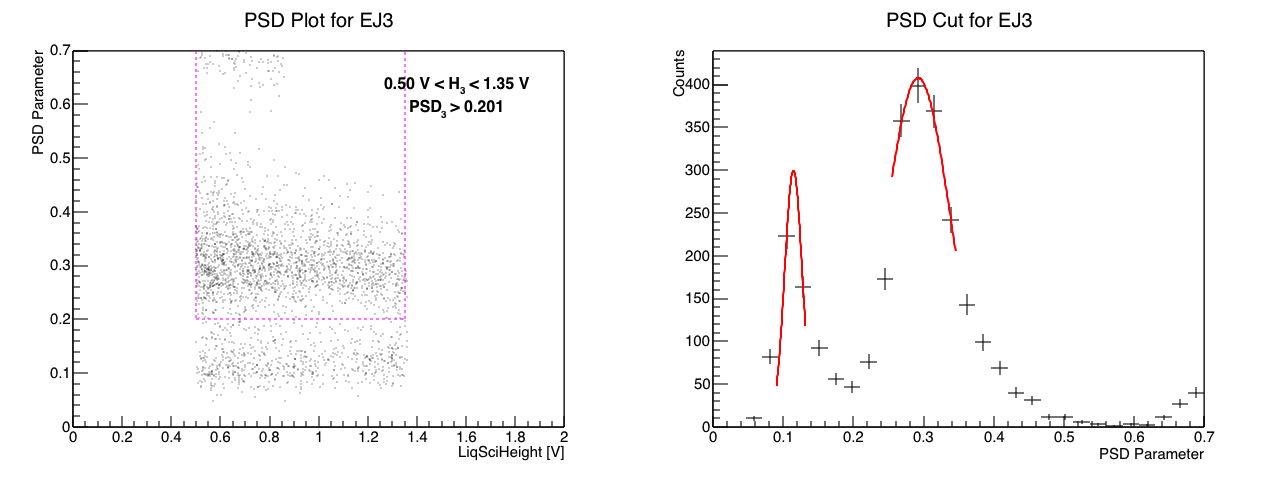 PSD Plot for EJ3
PSD Parameter
0.7
0.6
0.5
0.4
0.3
0.2
0.1
0
0.50 V < H3 < 1.35 V
PSD3 > 0.201
0 0.2 0.4 0.6 0.8 1 1.2 1.4 1.6 1.8 2
LiqSciHeight [V]
PSD Cut for EJ3
Counts
400
350
300
250
200
150
100
50
0
0 0.1 0.2 0.3 0.4 0.5 0.6 0.7
PSD Parameter